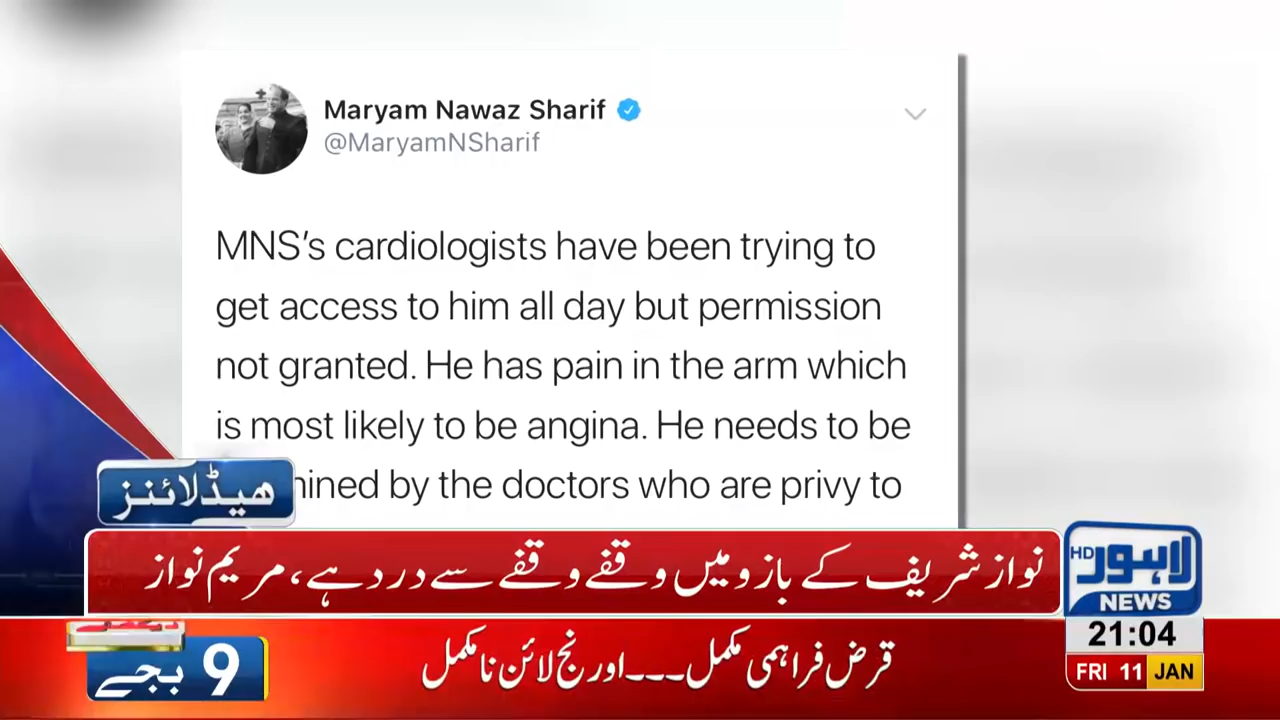 Maryam Nawaz Sharif
@MaryamNSharif
MNS’s cardiologists have been trying to
get access to him all day but permission
not granted. He has pain in the arm which
is most likely to be angina. He needs to be
by the doctors who are privy to
ھیڈلائنز
نواز شریف کے بازو میں وقفے وقفے سے درد ہے، مریم نواز
HD لاہور
NEWS
21:04
FRI 11 JAN
9 بجے
قرض فراہمی مکمل۔۔۔اورنج لائن نامکمل